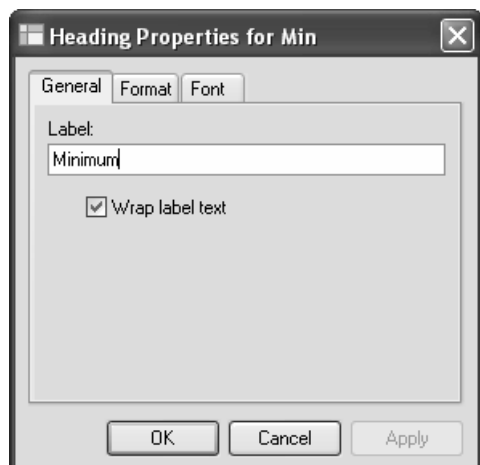 Heading Properties for Min
General Format Font
Label:
Minimum
Wrap label text
OK Cancel Apply